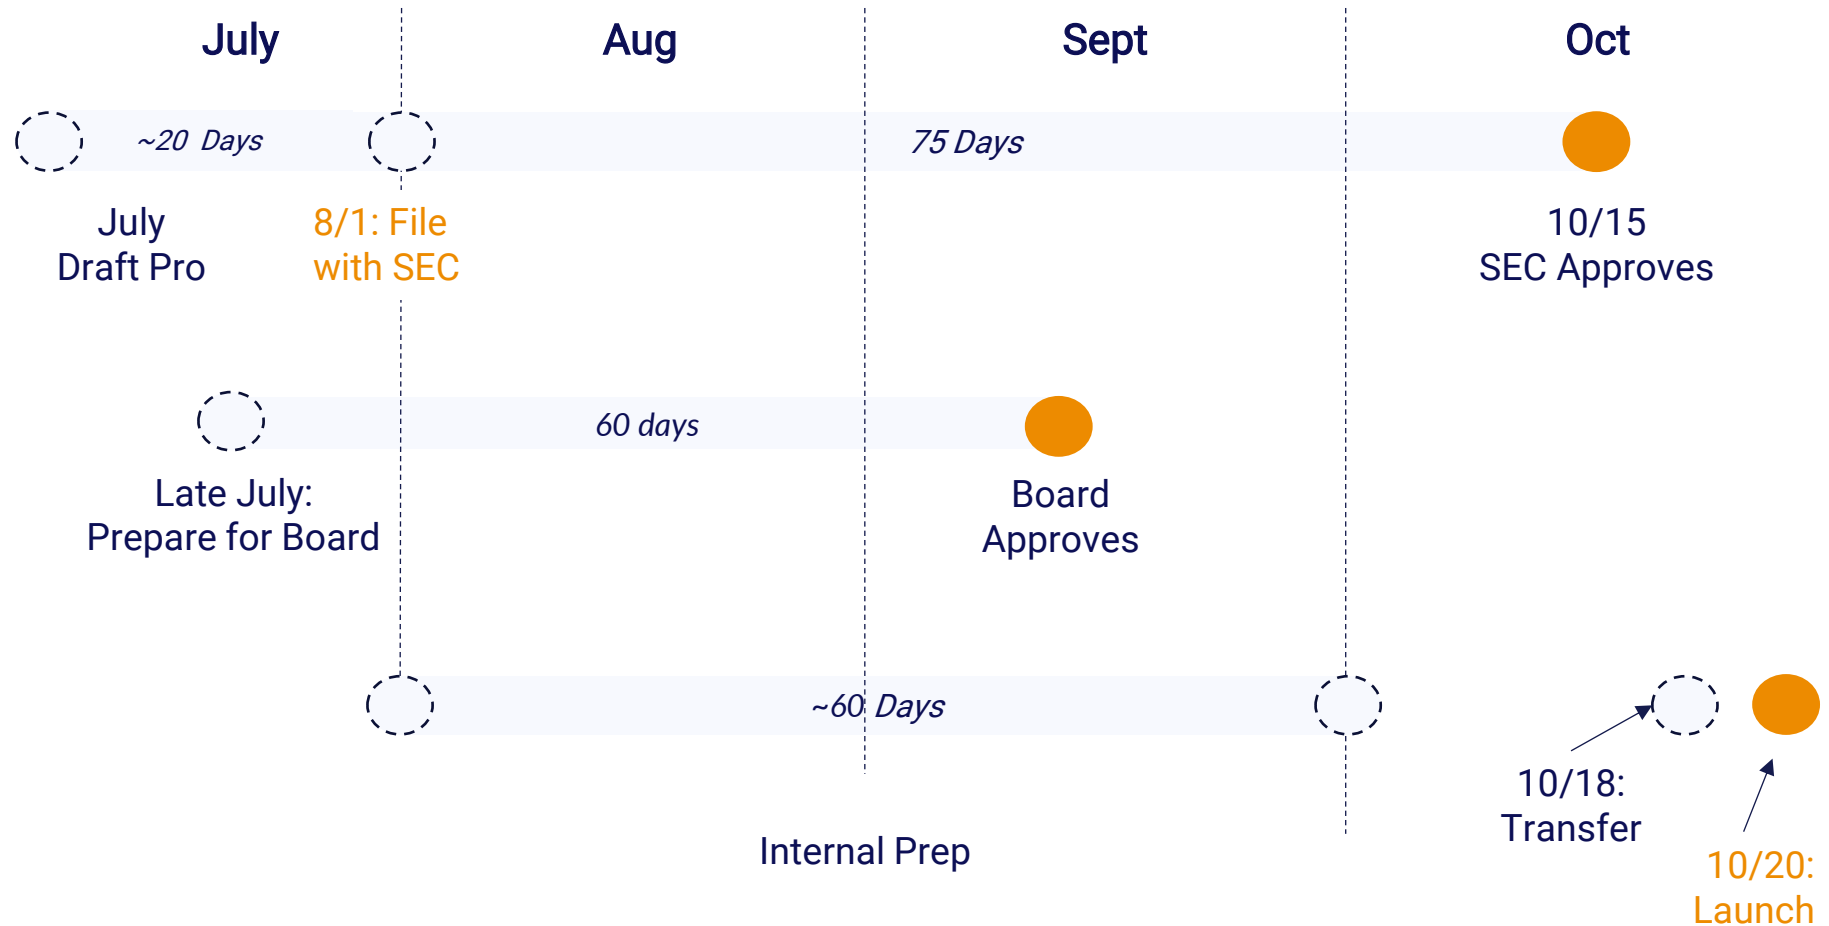 July
Aug
Sept
Oct
~20 Days
75 Days
July
Draft Pro
8/1: File
with SEC
10/15
SEC Approves
60 days
Late July:
Prepare for Board
Board
Approves
~60 Days
10/18:
Transfer
Internal Prep
10/20:
Launch